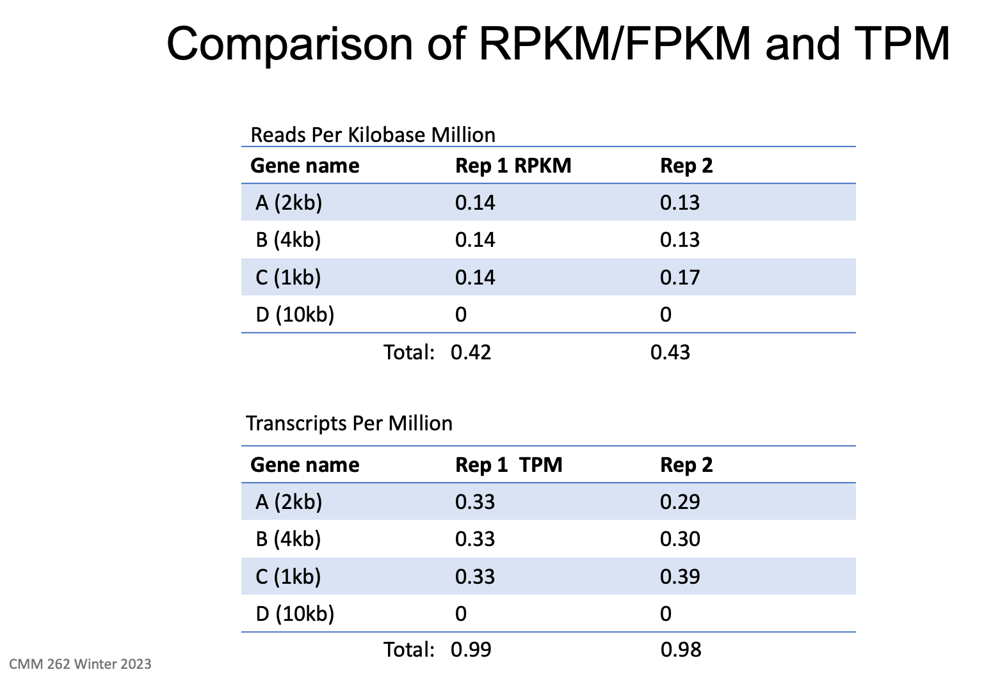 Comparison of RPKM/FPKM and TPM
Reads Per Kilobase Million
Gene name Rep 1 RPKM Rep 2
A (2kb) 0.14 0.13
B (4kb) 0.14 0.13
C (1kb) 0.14 0.17
D (10kb) 0 0
Total: 0.42 0.43
Transcripts Per Million
Gene name Rep 1 TPM Rep 2
A (2kb) 0.33 0.29
B (4kb) 0.33 0.30
C (1kb) 0.33 0.39
D (10kb) 0 0
Total: 0.99 0.98
CMM 262 Winter 2023